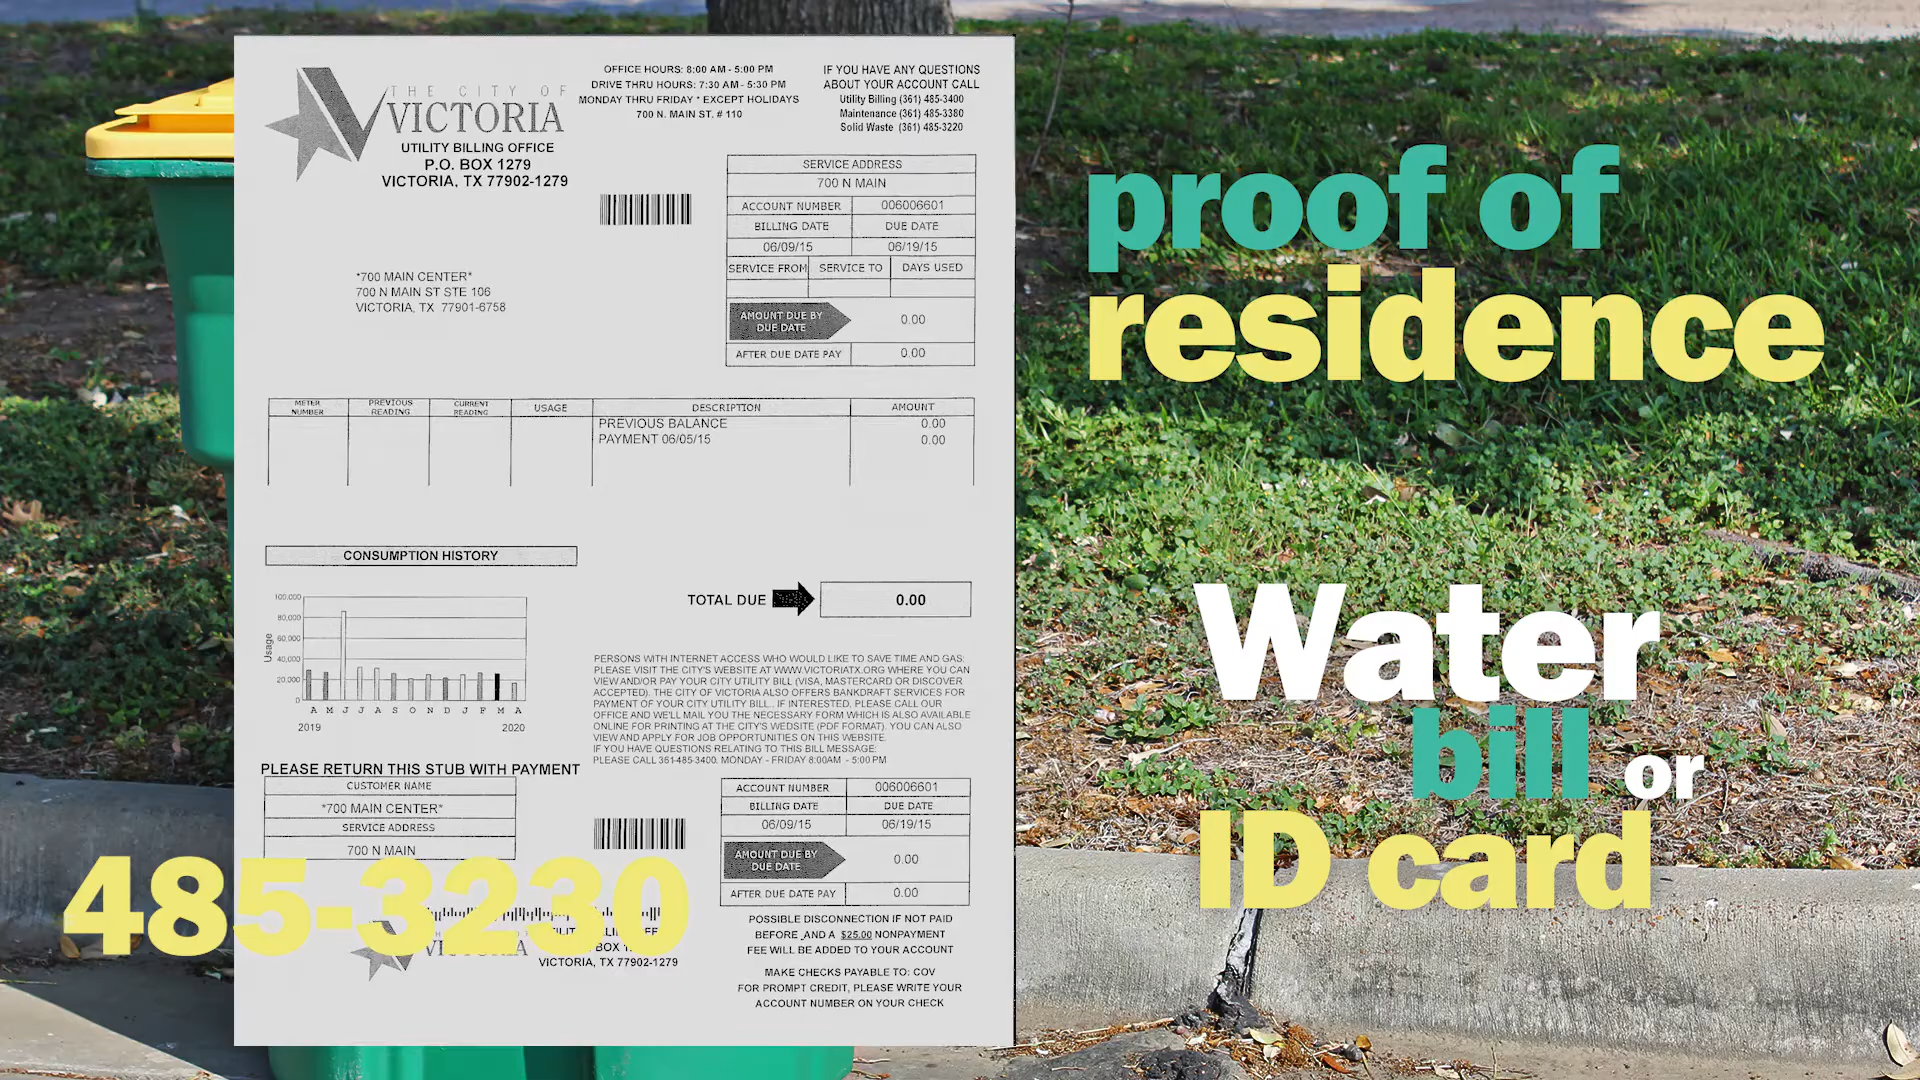 THE CITY OF
VICTORIA
UTILITY BILLING OFFICE
P.O. BOX 1279
VICTORIA, TX 77902-1279
OFFICE HOURS: 8:00 AM - 5:00 PM
DRIVE THRU HOURS: 7:30 AM - 5:30 PM
MONDAY THRU FRIDAY * EXCEPT HOLIDAYS
700 N. MAIN ST. # 110
IF YOU HAVE ANY QUESTIONS
ABOUT YOUR ACCOUNT CALL
Utility Billing (361) 485-3400
Maintenance (361) 485-3380
Solid Waste (361) 485-3220
SERVICE ADDRESS
700 N MAIN
ACCOUNT NUMBER 006006601
BILLING DATE DUE DATE
06/09/15 06/19/15
SERVICE FROM SERVICE TO DAYS USED
AMOUNT DUE BY
DUE DATE
0.00
AFTER DUE DATE PAY 0.00
*700 MAIN CENTER*
700 N MAIN ST STE 106
VICTORIA, TX 77901-6758
METER
NUMBER
PREVIOUS
READING
CURRENT
READING
USAGE
DESCRIPTION
AMOUNT
PREVIOUS BALANCE 0.00
PAYMENT 06/05/15 0.00
CONSUMPTION HISTORY
Usage
100,000
80,000
60,000
40,000
20,000
0
A M J J A S O N D J F M A
2019 2020
TOTAL DUE 0.00
PERSONS WITH INTERNET ACCESS WHO WOULD LIKE TO SAVE TIME AND GAS:
PLEASE VISIT THE CITY'S WEBSITE AT WWW.VICTORIATX.ORG WHERE YOU CAN
VIEW AND/OR PAY YOUR CITY UTILITY BILL (VISA, MASTERCARD OR DISCOVER
ACCEPTED). THE CITY OF VICTORIA ALSO OFFERS BANKDRAFT SERVICES FOR
PAYMENT OF YOUR CITY UTILITY BILL.. IF INTERESTED, PLEASE CALL OUR
OFFICE AND WE'LL MAIL YOU THE NECESSARY FORM WHICH IS ALSO AVAILABLE
ONLINE FOR PRINTING AT THE CITY'S WEBSITE (PDF FORMAT). YOU CAN ALSO
VIEW AND APPLY FOR JOB OPPORTUNITIES ON THIS WEBSITE.
IF YOU HAVE QUESTIONS RELATING TO THIS BILL MESSAGE:
PLEASE CALL 361-485-3400. MONDAY - FRIDAY 8:00AM - 5:00 PM
PLEASE RETURN THIS STUB WITH PAYMENT
CUSTOMER NAME
*700 MAIN CENTER*
SERVICE ADDRESS
700 N MAIN
ACCOUNT NUMBER 006006601
BILLING DATE DUE DATE
06/09/15 06/19/15
AMOUNT DUE BY
DUE DATE
0.00
AFTER DUE DATE PAY 0.00
485-3230
BOX
VICTORIA, TX 77902-1279
POSSIBLE DISCONNECTION IF NOT PAID
BEFORE AND A $25.00 NONPAYMENT
FEE WILL BE ADDED TO YOUR ACCOUNT
MAKE CHECKS PAYABLE TO: COV
FOR PROMPT CREDIT, PLEASE WRITE YOUR
ACCOUNT NUMBER ON YOUR CHECK
proof of
residence
Water
bill or
ID card